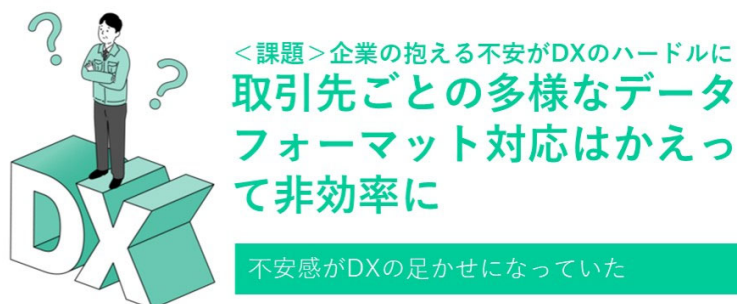 ? ?
DX
<課題>企業の抱える不安がDXのハードルに
取引先ごとの多様なデータ
フォーマット対応はかえっ
て非効率に
不安感がDXの足かせになっていた